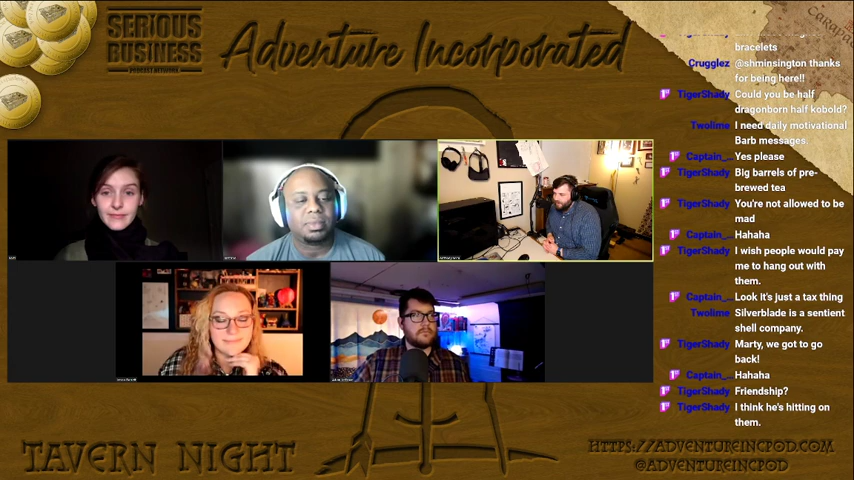 SERIOUS
BUSINESS
PODCAST NETWORK
Adventure Incorporated
bracelets
Crugglez @shminsington thanks
for being here!!
TigerShady Could you be half
dragonborn half kobold?
Twolime I need daily motivational
Barb messages.
Captain_... Yes please
TigerShady Big barrels of pre-
brewed tea
TigerShady You're not allowed to be
mad
Captain_... Hahaha
TigerShady I wish people would pay
me to hang out with
them.
Captain_... Look it's just a tax thing
Twolime Silverblade is a sentient
shell company.
TigerShady Marty, we got to go
back!
Captain_... Hahaha
TigerShady Friendship?
TigerShady I think he's hitting on
them.
TAVERN NIGHT
HTTPS://ADVENTUREINCPOD.COM
@ADVENTUREINCPOD